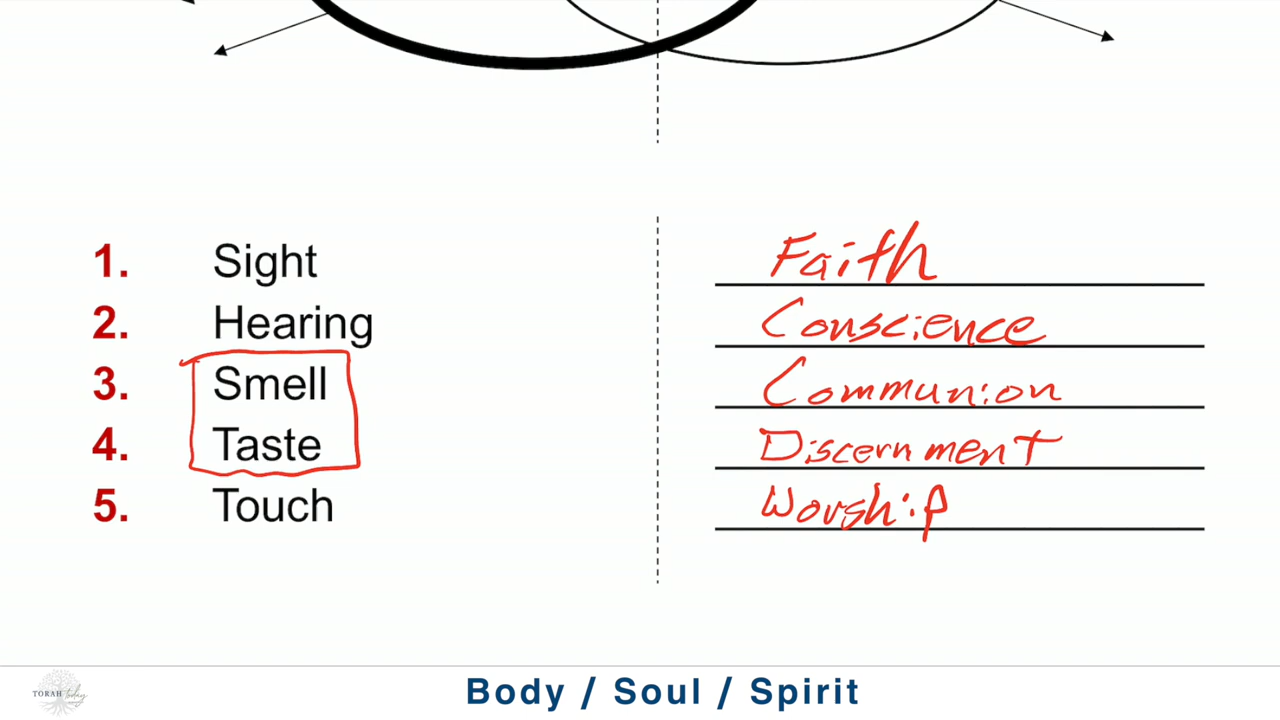 1. Sight Faith
2. Hearing Conscience
3. Smell Communion
4. Taste Discernment
5. Touch Worship
TORAH today
Body / Soul / Spirit